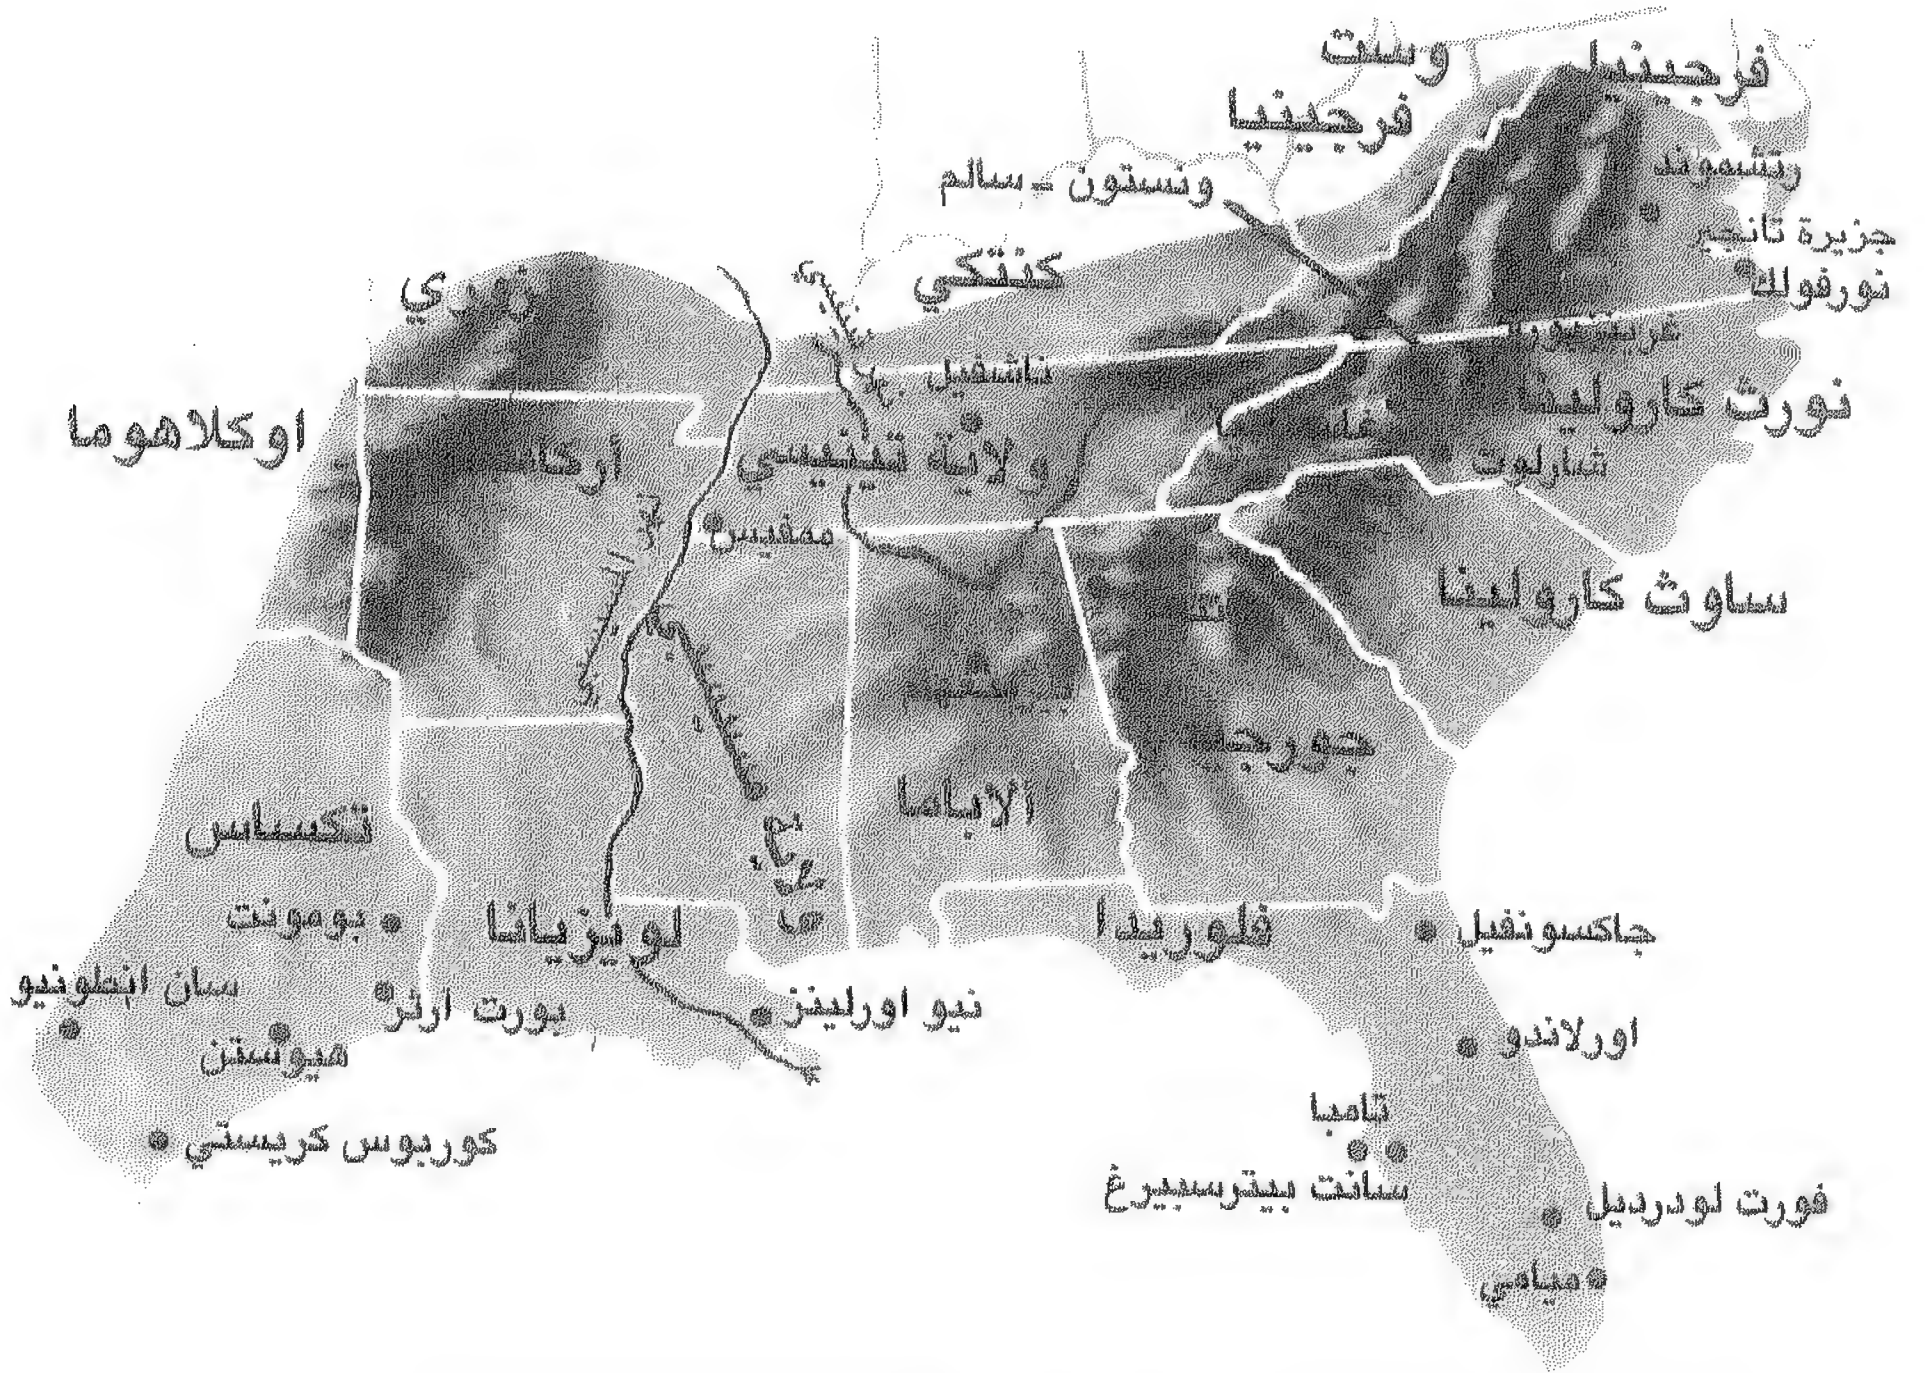 وست
فرجينيا
فرجينيا
رتشموند
ونستون - سالم
جزيرة تانجير
نورفولك
كنتكي
ناشفيل
نورث كارولينا
اوكلاهوما
ولاية تينيسي
شارلوت
ممفيس
ساوث كارولينا
الاباما
تكساس
بومونت
لويزيانا
فلوريدا
جاكسونفيل
سان انطونيو
بورت ارثر
نيو اورلينز
هيوستن
اورلاندو
كوربوس كريستي
تامبا
سانت بيترسبيرغ
فورت لودرديل
ميامي